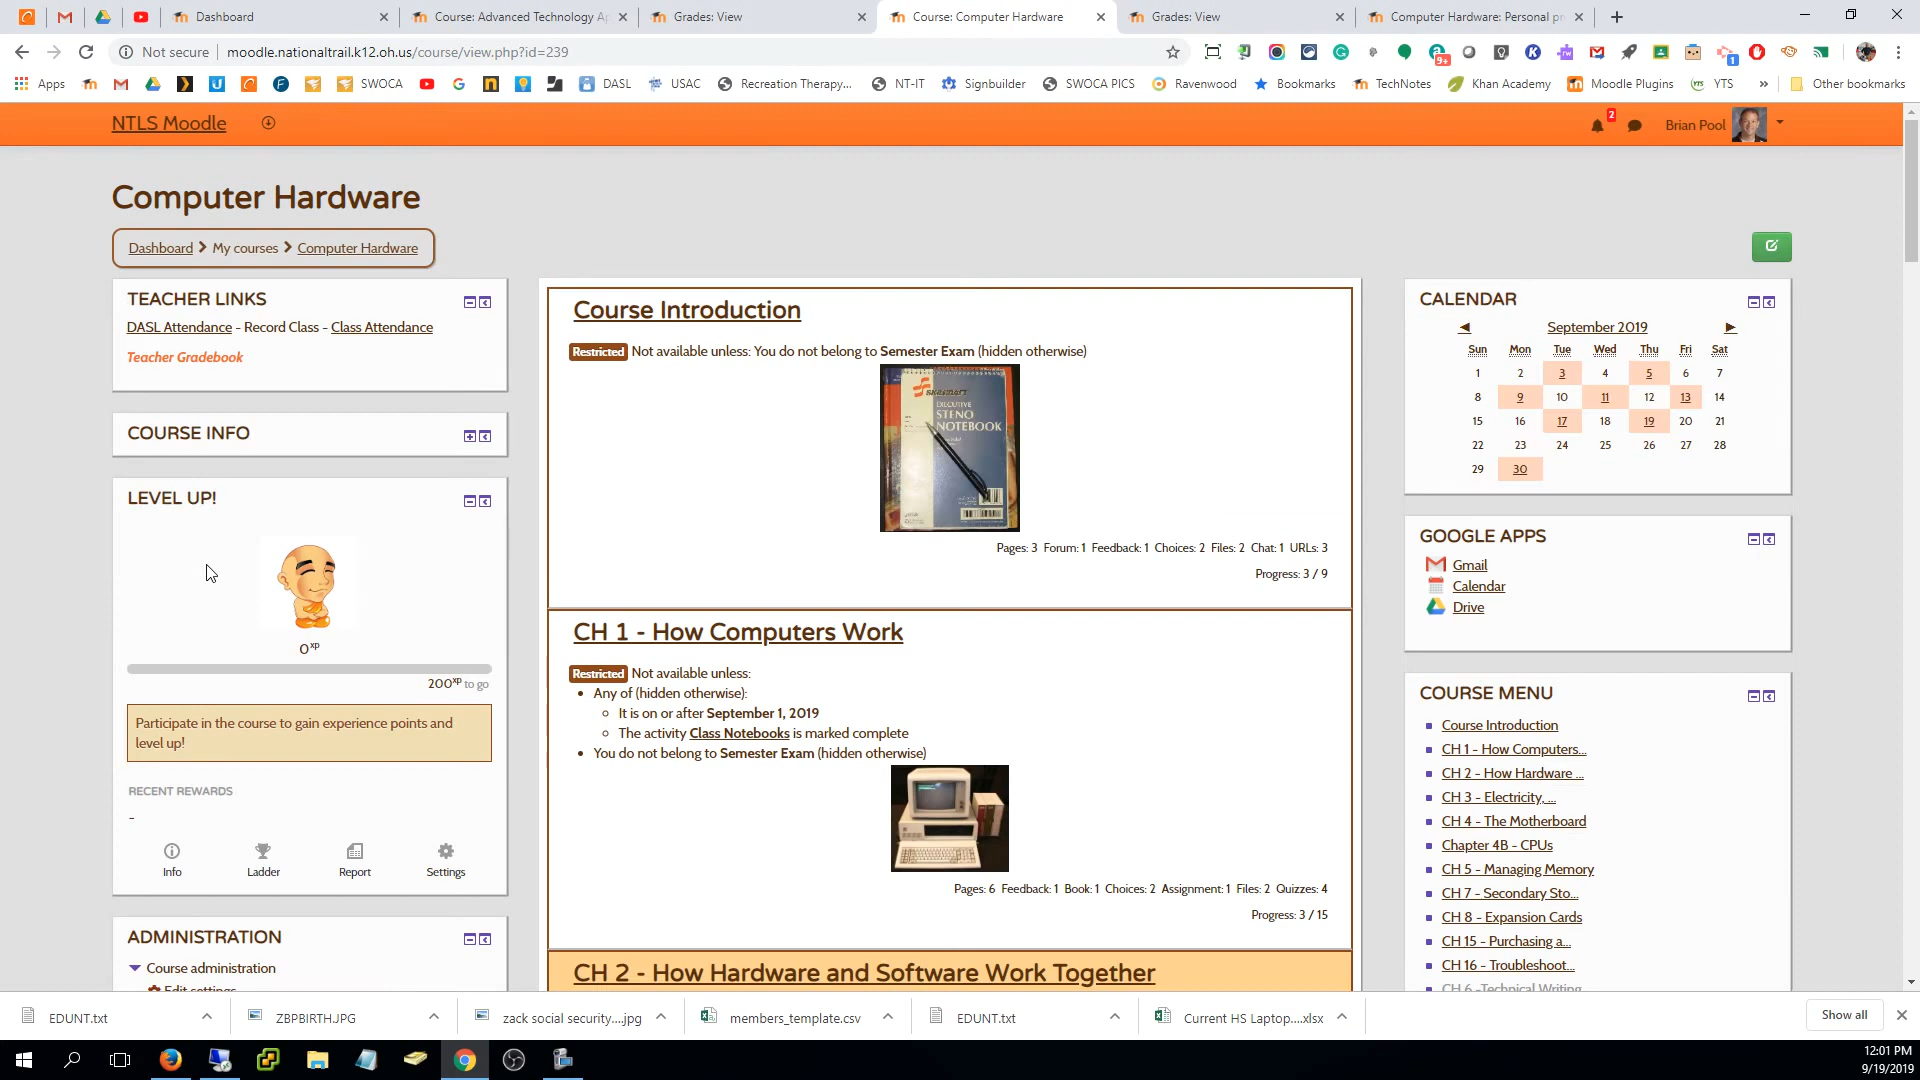 Dashboard
Course: Advanced Technology Ap
Grades: View
Course: Computer Hardware
Grades: View
Computer Hardware: Personal pr
Not secure | moodle.nationaltrail.k12.oh.us/course/view.php?id=239
9+
1
Apps
SWOCA
DASL
USAC
Recreation Therapy...
NT-IT
Signbuilder
SWOCA PICS
Ravenwood
Bookmarks
TechNotes
Khan Academy
Moodle Plugins
YTS
»
Other bookmarks
NTLS Moodle
2
Brian Pool
Computer Hardware
Dashboard > My courses > Computer Hardware
TEACHER LINKS
DASL Attendance - Record Class - Class Attendance
Teacher Gradebook
COURSE INFO
LEVEL UP!
0xp
200xp to go
Participate in the course to gain experience points and
level up!
RECENT REWARDS
-
Info
Ladder
Report
Settings
ADMINISTRATION
Course administration
Edit settings
Course Introduction
Restricted Not available unless: You do not belong to Semester Exam (hidden otherwise)
EXECUTIVE
STENO
NOTEBOOK
Pages: 3 Forum: 1 Feedback: 1 Choices: 2 Files: 2 Chat: 1 URLs: 3
Progress: 3 / 9
CH 1 - How Computers Work
Restricted Not available unless:
• Any of (hidden otherwise):
○ It is on or after September 1, 2019
○ The activity Class Notebooks is marked complete
• You do not belong to Semester Exam (hidden otherwise)
Pages: 6 Feedback: 1 Book: 1 Choices: 2 Assignment: 1 Files: 2 Quizzes: 4
Progress: 3 / 15
CH 2 - How Hardware and Software Work Together
CALENDAR
◄ September 2019 ►
Sun Mon Tue Wed Thu Fri Sat
1 2 3 4 5 6 7
8 9 10 11 12 13 14
15 16 17 18 19 20 21
22 23 24 25 26 27 28
29 30
GOOGLE APPS
Gmail
Calendar
Drive
COURSE MENU
Course Introduction
CH 1 - How Computers...
CH 2 - How Hardware ...
CH 3 - Electricity, ...
CH 4 - The Motherboard
Chapter 4B - CPUs
CH 5 - Managing Memory
CH 7 - Secondary Sto...
CH 8 - Expansion Cards
CH 15 - Purchasing a...
CH 16 - Troubleshoot...
CH 6 -Technical Writing
EDUNT.txt
ZBPBIRTH.JPG
zack social security....jpg
members_template.csv
EDUNT.txt
Current HS Laptop....xlsx
Show all
12:01 PM
9/19/2019